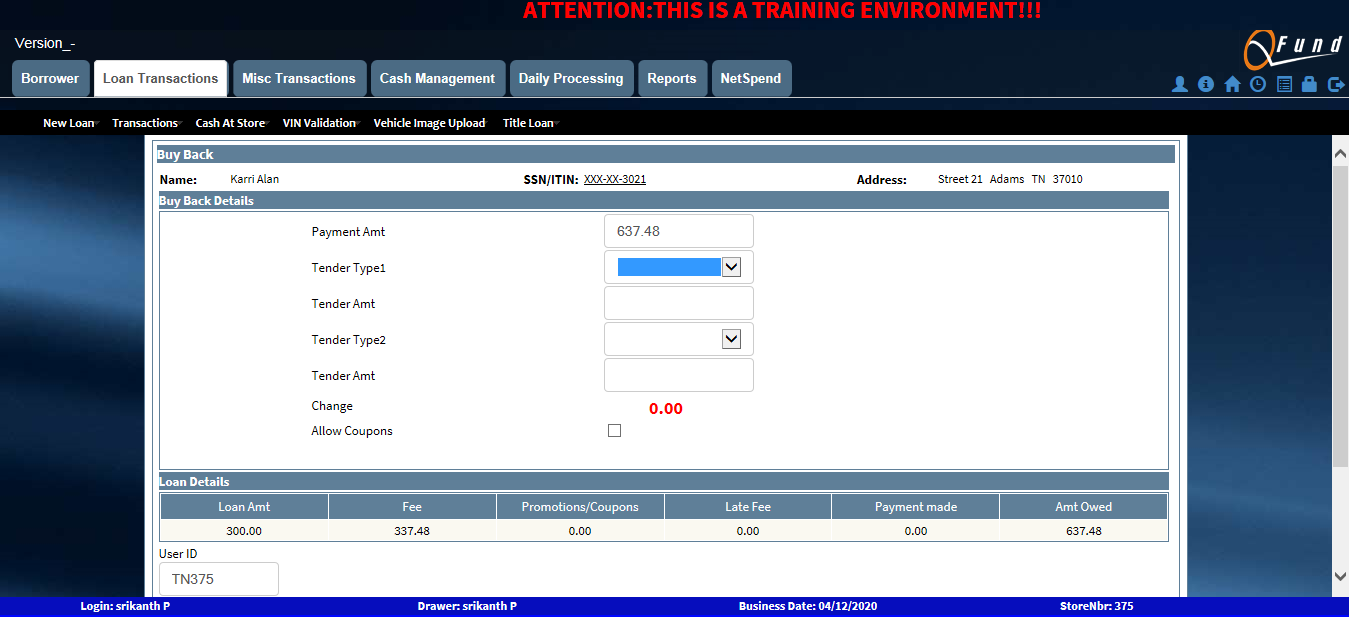 ATTENTION:THIS IS A TRAINING ENVIRONMENT!!!
Version_-
QFund
Borrower Loan Transactions Misc Transactions Cash Management Daily Processing Reports NetSpend
New Loan Transactions Cash At Store VIN Validation Vehicle Image Upload Title Loan
Buy Back
Name: Karri Alan SSN/ITIN: XXX-XX-3021 Address: Street 21 Adams TN 37010
Buy Back Details
Payment Amt 637.48
Tender Type1
Tender Amt
Tender Type2
Tender Amt
Change 0.00
Allow Coupons
Loan Details
Loan Amt Fee Promotions/Coupons Late Fee Payment made Amt Owed
300.00 337.48 0.00 0.00 0.00 637.48
User ID
TN375
Login: srikanth P Drawer: srikanth P Business Date: 04/12/2020 StoreNbr: 375